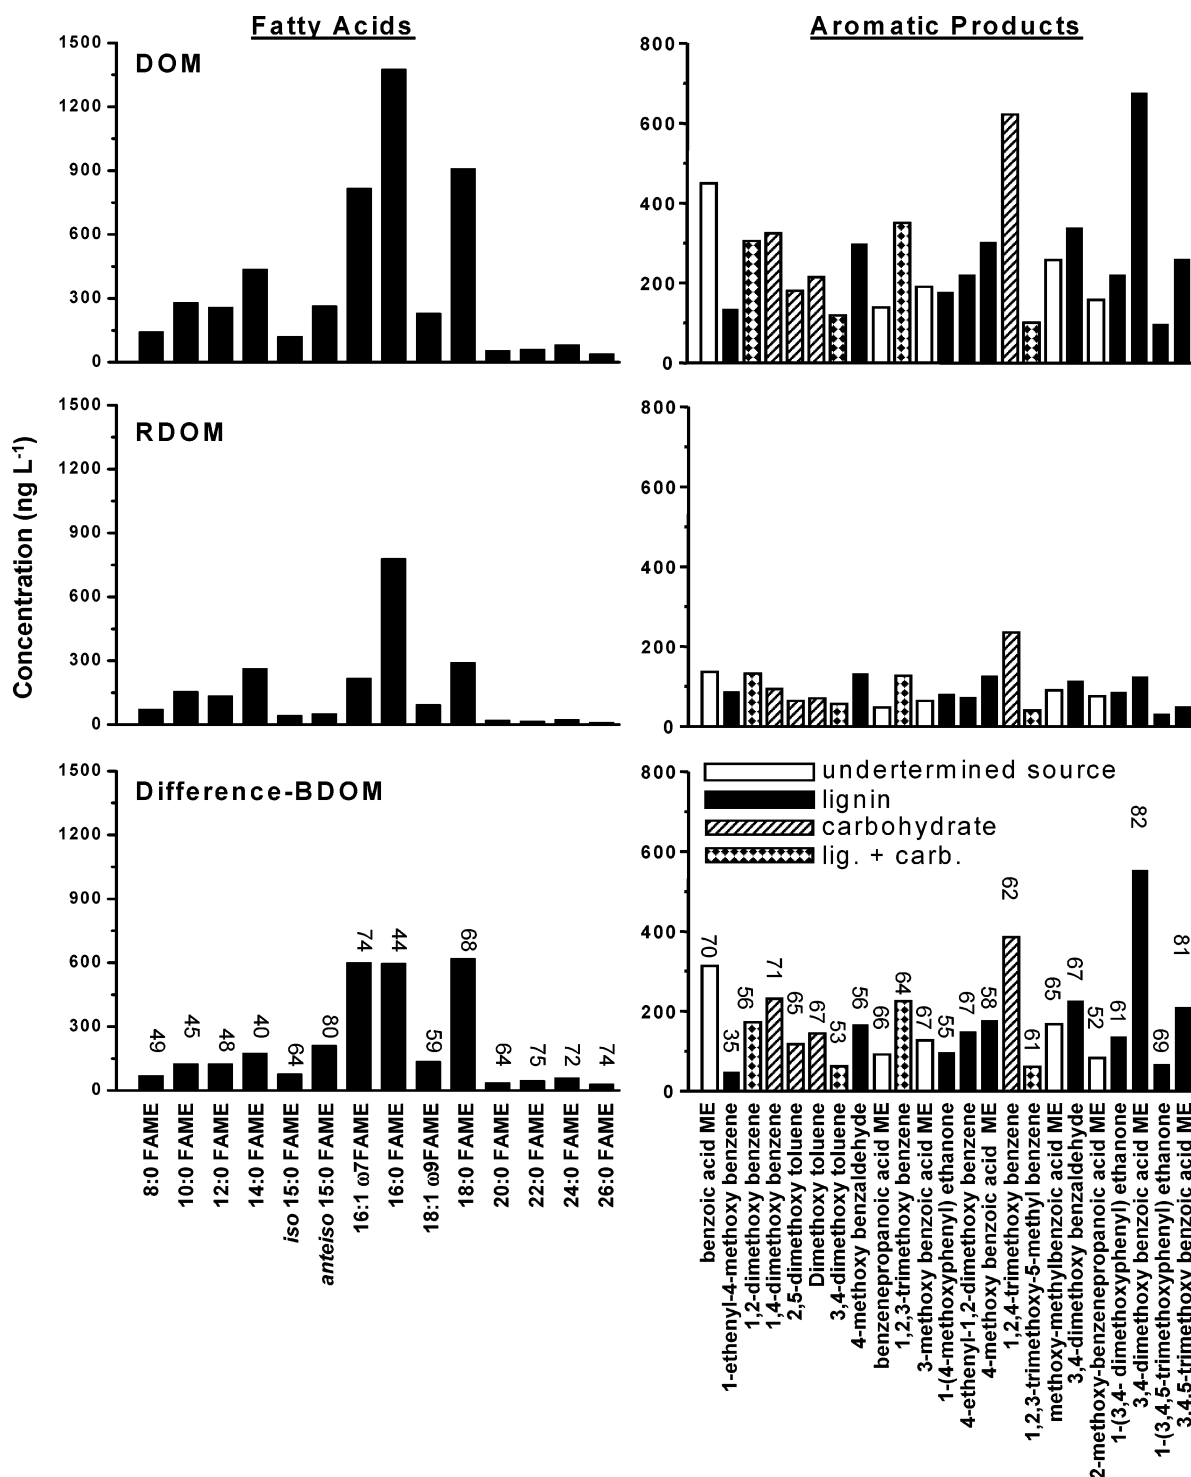 Fatty Acids
Aromatic Products
Concentration (ng L-1)
DOM
1500
1200
900
600
300
0
800
600
400
200
0
RDOM
1500
1200
900
600
300
0
800
600
400
200
0
Difference-BDOM
1500
1200
900
600
300
0
49
45
48
40
64
80
74
44
59
68
64
75
72
74
8:0 FAME
10:0 FAME
12:0 FAME
14:0 FAME
iso 15:0 FAME
anteiso 15:0 FAME
16:1 ω7FAME
16:0 FAME
18:1 ω9FAME
18:0 FAME
20:0 FAME
22:0 FAME
24:0 FAME
26:0 FAME
undertermined source
lignin
carbohydrate
lig. + carb.
800
600
400
200
0
70
35
56
71
65
67
53
56
66
64
67
55
67
58
62
61
65
67
52
61
82
69
81
benzoic acid ME
1-ethenyl-4-methoxy benzene
1,2-dimethoxy benzene
1,4-dimethoxy benzene
2,5-dimethoxy toluene
Dimethoxy toluene
3,4-dimethoxy toluene
4-methoxy benzaldehyde
benzenepropanoic acid ME
1,2,3-trimethoxy benzene
3-methoxy benzoic acid ME
1-(4-methoxyphenyl) ethanone
4-ethenyl-1,2-dimethoxy benzene
4-methoxy benzoic acid ME
1,2,4-trimethoxy benzene
1,2,3-trimethoxy-5-methyl benzene
methoxy-methylbenzoic acid ME
3,4-dimethoxy benzaldehyde
2-methoxy-benzenepropanoic acid ME
1-(3,4- dimethoxyphenyl) ethanone
3,4-dimethoxy benzoic acid ME
1-(3,4,5-trimethoxyphenyl) ethanone
3,4,5-trimethoxy benzoic acid ME